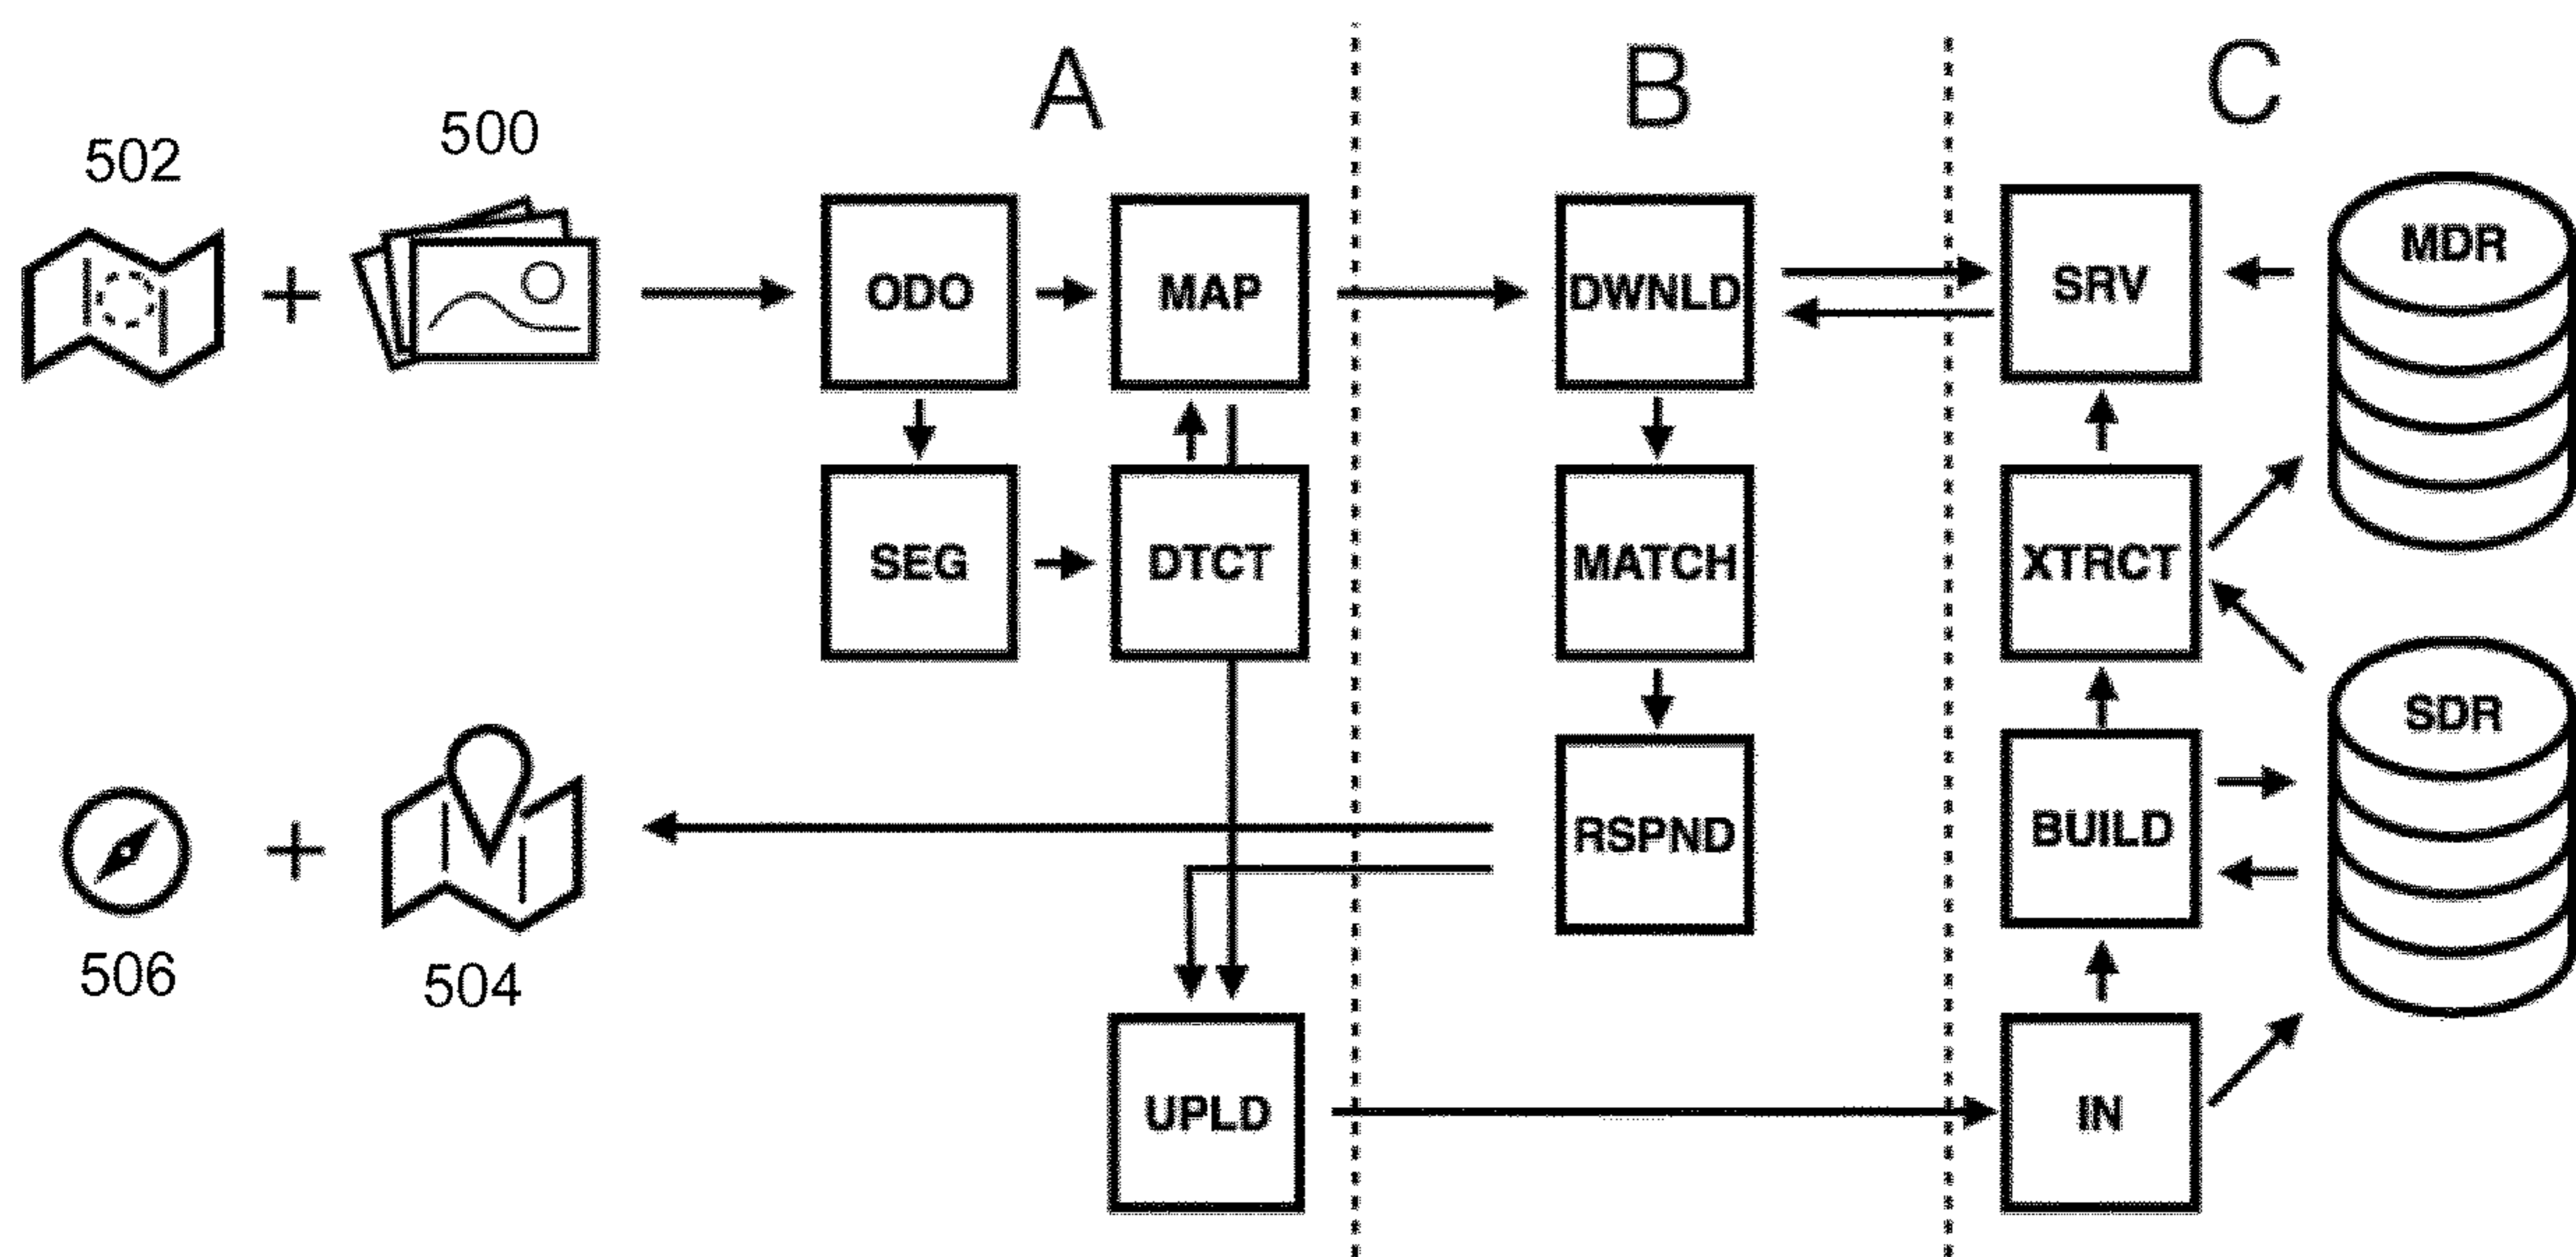 A
B
C
502
500
ODO
MAP
DWNLD
SRV
MDR
SEG
DTCT
MATCH
XTRCT
RSPND
BUILD
SDR
506
504
UPLD
IN